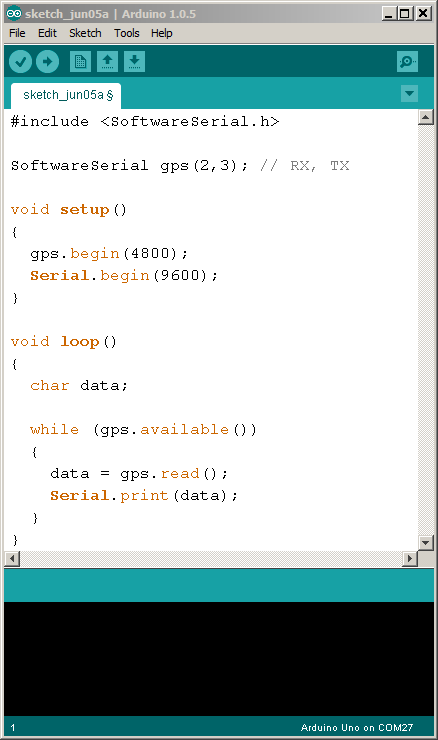 sketch_jun05a | Arduino 1.0.5
File Edit Sketch Tools Help
sketch_jun05a §
#include <SoftwareSerial.h>
SoftwareSerial gps(2,3); // RX, TX
void setup()
{
  gps.begin(4800);
  Serial.begin(9600);
}
void loop()
{
  char data;
  while (gps.available())
  {
    data = gps.read();
    Serial.print(data);
  }
}
1 Arduino Uno on COM27